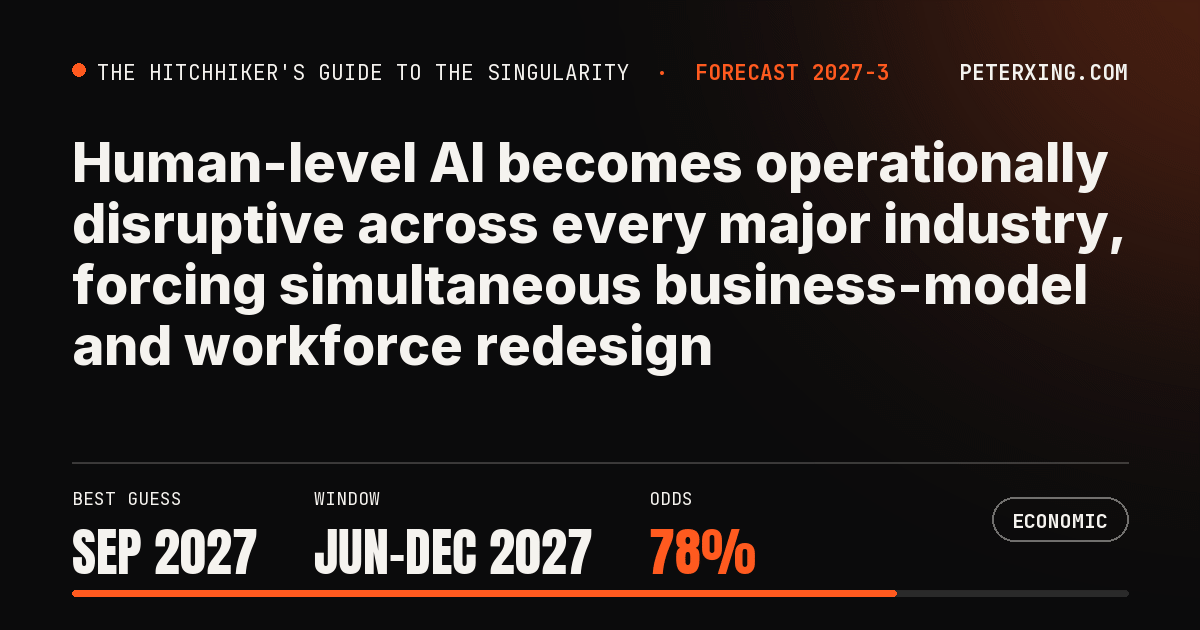 THE HITCHHIKER'S GUIDE TO THE SINGULARITY · FORECAST 2027-3 PETERXING.COM
Human-level AI becomes operationally
disruptive across every major industry,
forcing simultaneous business-model
and workforce redesign
BEST GUESS WINDOW ODDS
SEP 2027 JUN-DEC 2027 78%
ECONOMIC